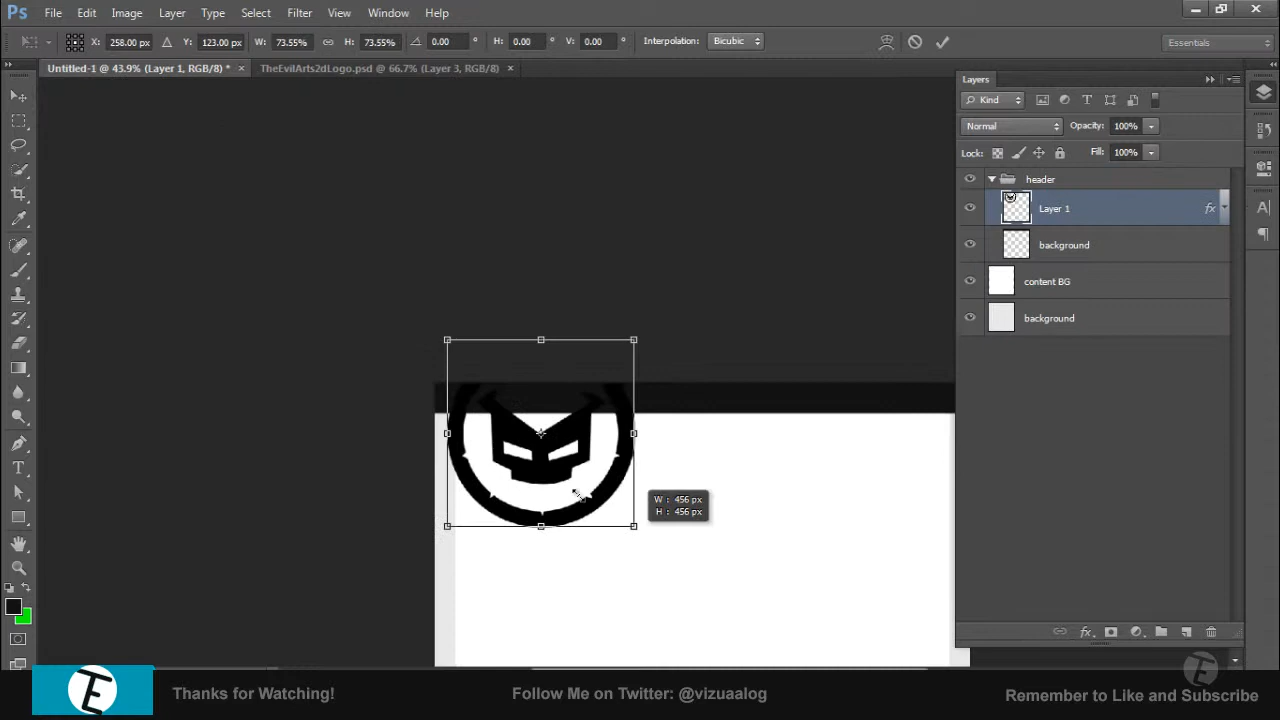 Ps File Edit Image Layer Type Select Filter View Window Help
X: 258.00 px Y: 123.00 px W: 73.55% H: 73.55% 0.00 ° H: 0.00 ° V: 0.00 ° Interpolation: Bicubic Essentials
Untitled-1 @ 43.9% (Layer 1, RGB/8) * × TheEvilArts2dLogo.psd @ 66.7% (Layer 3, RGB/8) ×
Layers
Kind
Normal Opacity: 100%
Lock: Fill: 100%
header
Layer 1 fx
background
content BG
background
W : 456 px
H : 456 px
Thanks for Watching! Follow Me on Twitter: @vizuaalog Remember to Like and Subscribe